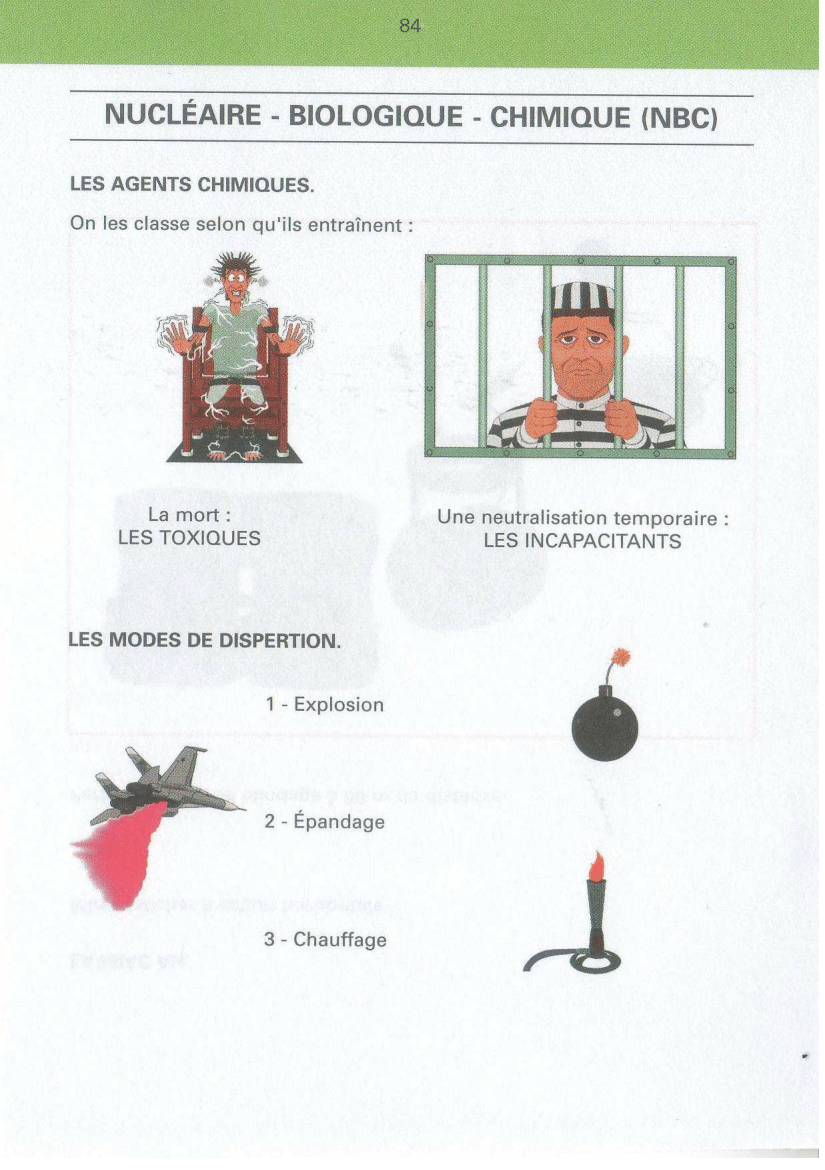 84
NUCLÉAIRE - BIOLOGIQUE - CHIMIQUE (NBC)
LES AGENTS CHIMIQUES.
On les classe selon qu'ils entraînent :
La mort :
LES TOXIQUES
Une neutralisation temporaire :
LES INCAPACITANTS
LES MODES DE DISPERTION.
1 - Explosion
2 - Épandage
3 - Chauffage